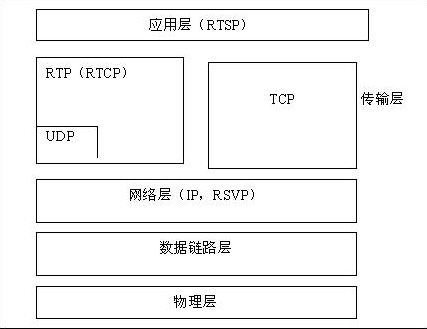 应用层（RTSP）
RTP（RTCP）
UDP
TCP
传输层
网络层（IP，RSVP）
数据链路层
物理层